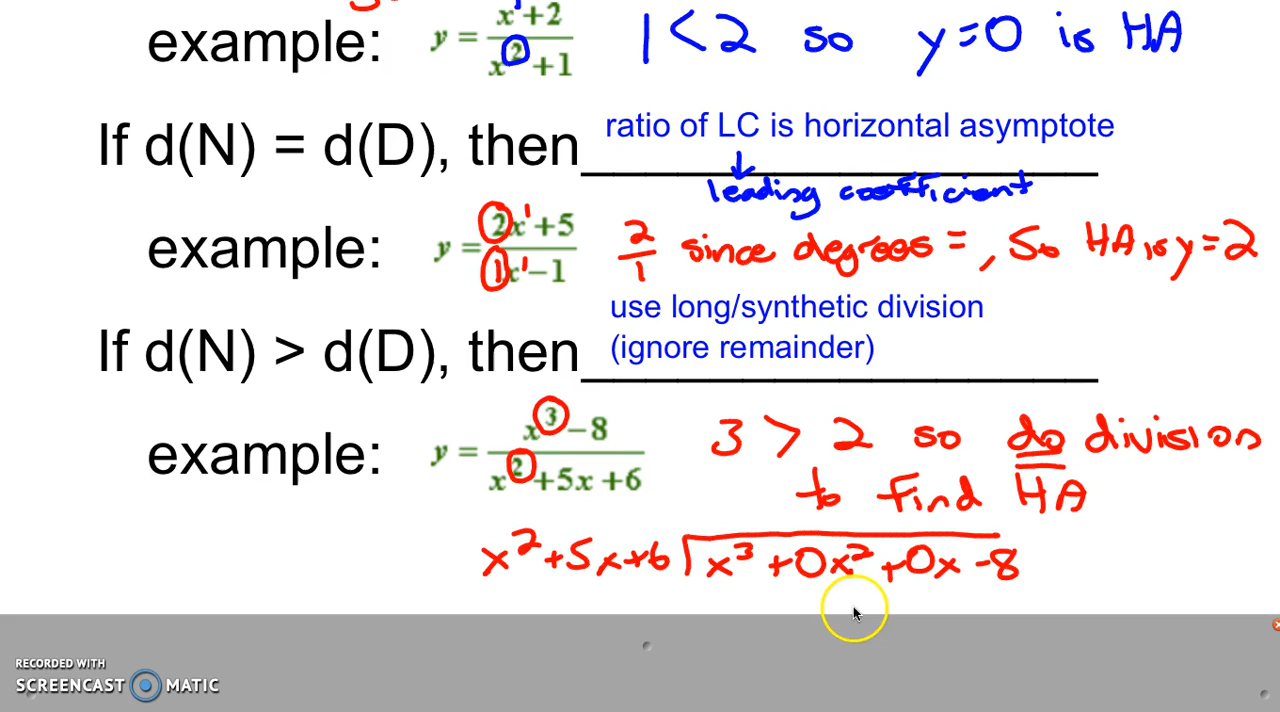 example: y = x¹+2 / x²+1 1 < 2 so y=0 is HA
If d(N) = d(D), then ratio of LC is horizontal asymptote
leading coefficient
example: y = 2x¹+5 / 1x¹−1 2/1 since degrees =, so HA is y=2
use long/synthetic division
If d(N) > d(D), then (ignore remainder)
example: y = x³−8 / x²+5x+6 3 > 2 so do division
to find HA
x²+5x+6 x³+0x²+0x-8
RECORDED WITH
SCREENCAST MATIC